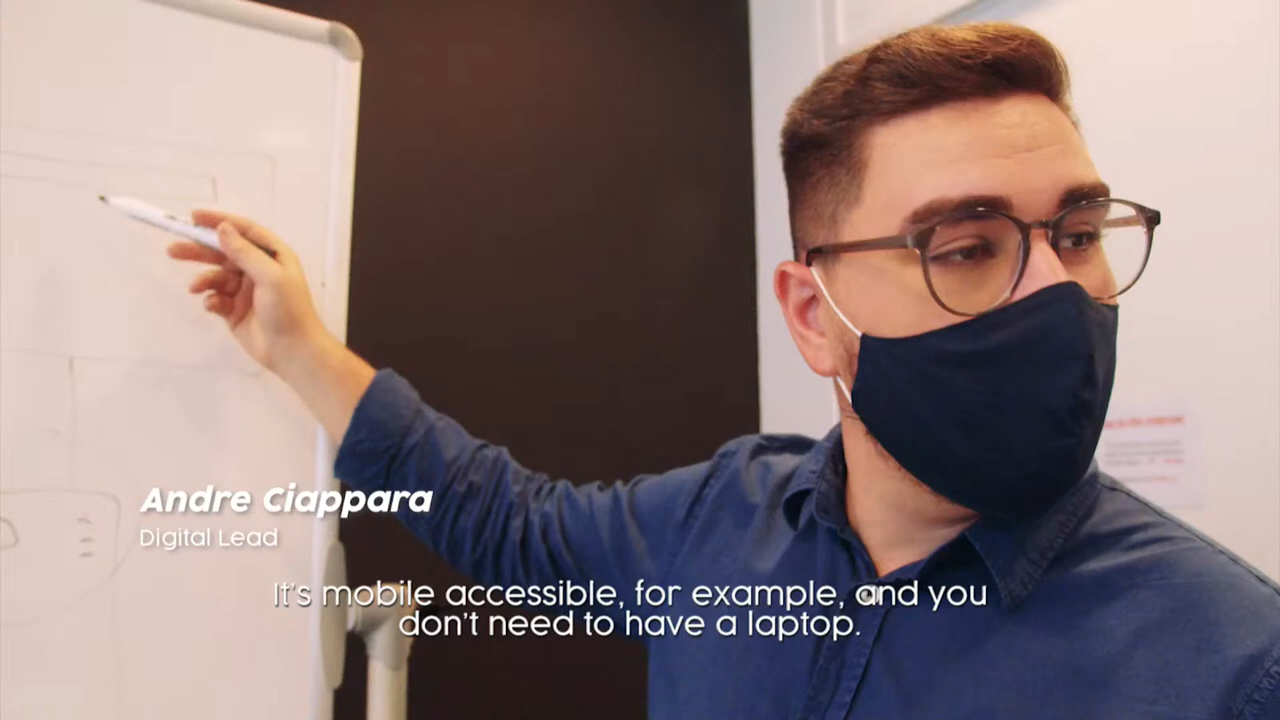 Andre Ciappara
Digital Lead
It's mobile accessible, for example, and you
don't need to have a laptop.